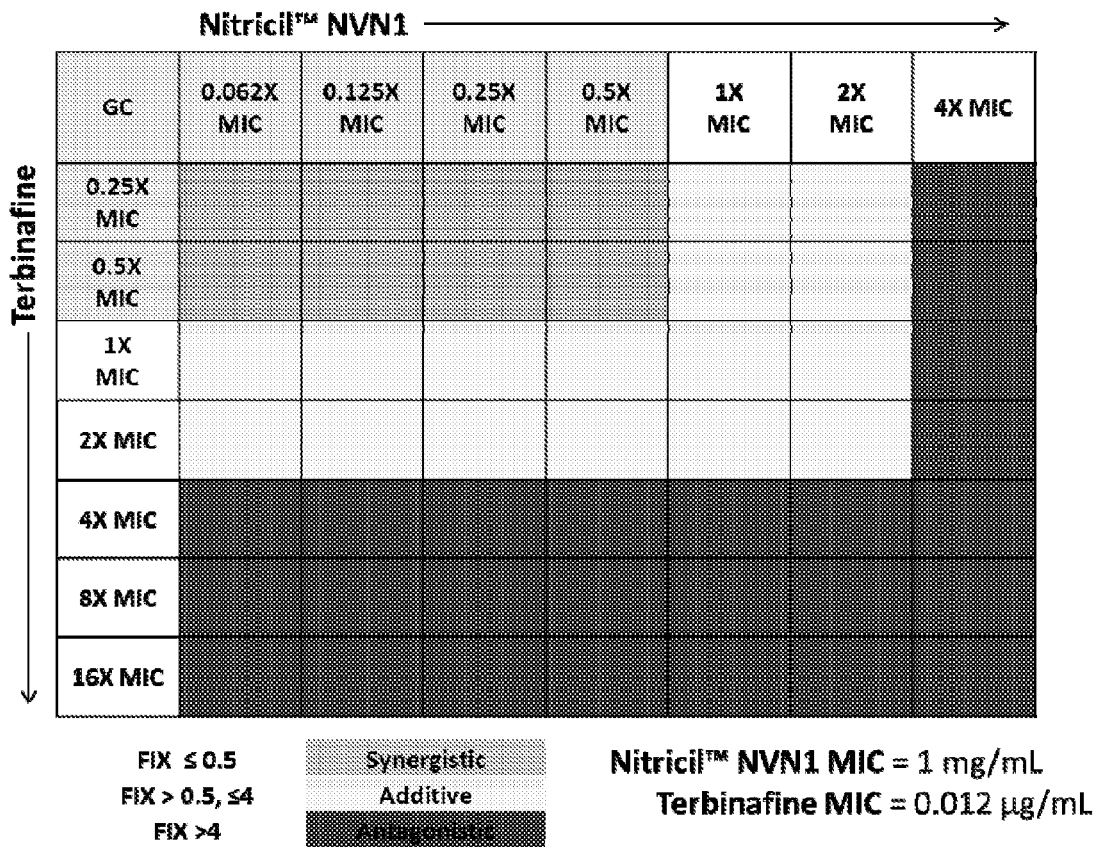 Nitricil™ NVN1
GC
0.062X
MIC
0.125X
MIC
0.25X
MIC
0.5X
MIC
1X
MIC
2X
MIC
4X MIC
Terbinafine
0.25X
MIC
0.5X
MIC
1X
MIC
2X MIC
4X MIC
8X MIC
16X MIC
FIX ≤ 0.5
Synergistic
FIX > 0.5, ≤4
Additive
FIX >4
Antagonistic
Nitricil™ NVN1 MIC = 1 mg/mL
Terbinafine MIC = 0.012 µg/mL